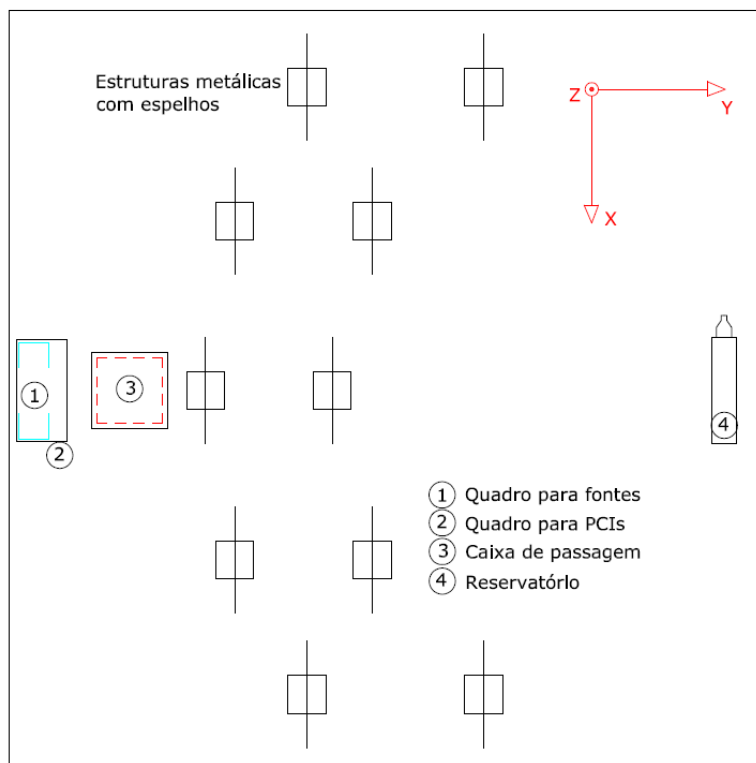 Estruturas metálicas
com espelhos
Z
Y
X
1
3
2
4
1 Quadro para fontes
2 Quadro para PCIs
3 Caixa de passagem
4 Reservatório